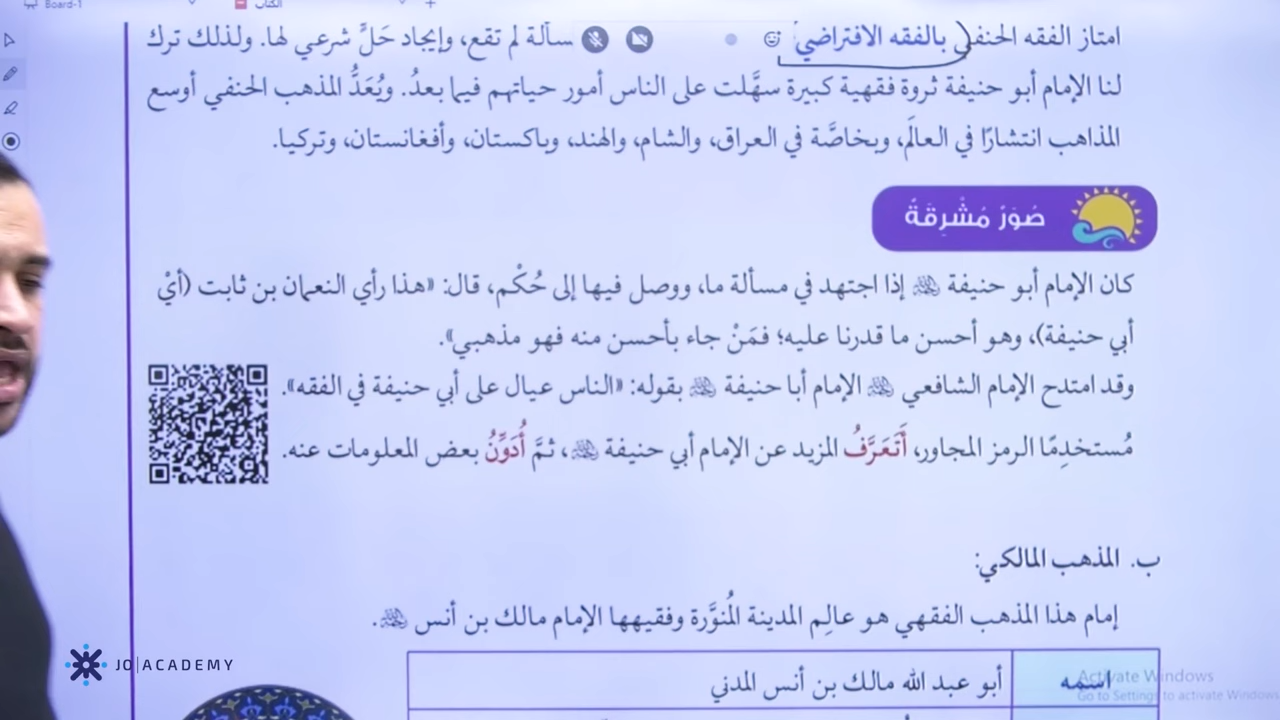 Board-1
الكتاب
امتاز الفقه الحنفي بالفقه الافتراضي سألة لم تقع، وإيجاد حَلٍّ شرعي لها. ولذلك ترك
لنا الإمام أبو حنيفة ثروة فقهية كبيرة سهَّلت على الناس أمور حياتهم فيما بعدُ. ويُعَدُّ المذهب الحنفي أوسع
المذاهب انتشارًا في العالَم، وبخاصَّة في العراق، والشام، والهند، وباكستان، وأفغانستان، وتركيا.
صُوَرٌ مُشْرِقَةٌ
كان الإمام أبو حنيفة إذا اجتهد في مسألة ما، ووصل فيها إلى حُكْم، قال: «هذا رأي النعمان بن ثابت (أيْ
أبي حنيفة)، وهو أحسن ما قدرنا عليه؛ فمَنْ جاء بأحسن منه فهو مذهبي».
وقد امتدح الإمام الشافعي الإمام أبا حنيفة بقوله: «الناس عيال على أبي حنيفة في الفقه».
مُستخدِمًا الرمز المجاور، أَتَعَرَّفُ المزيد عن الإمام أبي حنيفة ، ثمَّ أُدَوِّنُ بعض المعلومات عنه.
ب. المذهب المالكي:
إمام هذا المذهب الفقهي هو عالِم المدينة المُنوَّرة وفقيهها الإمام مالك بن أنس .
اسمه
أبو عبد الله مالك بن أنس المدني
Activate Windows
Go to Settings to activate Windows
JO|ACADEMY